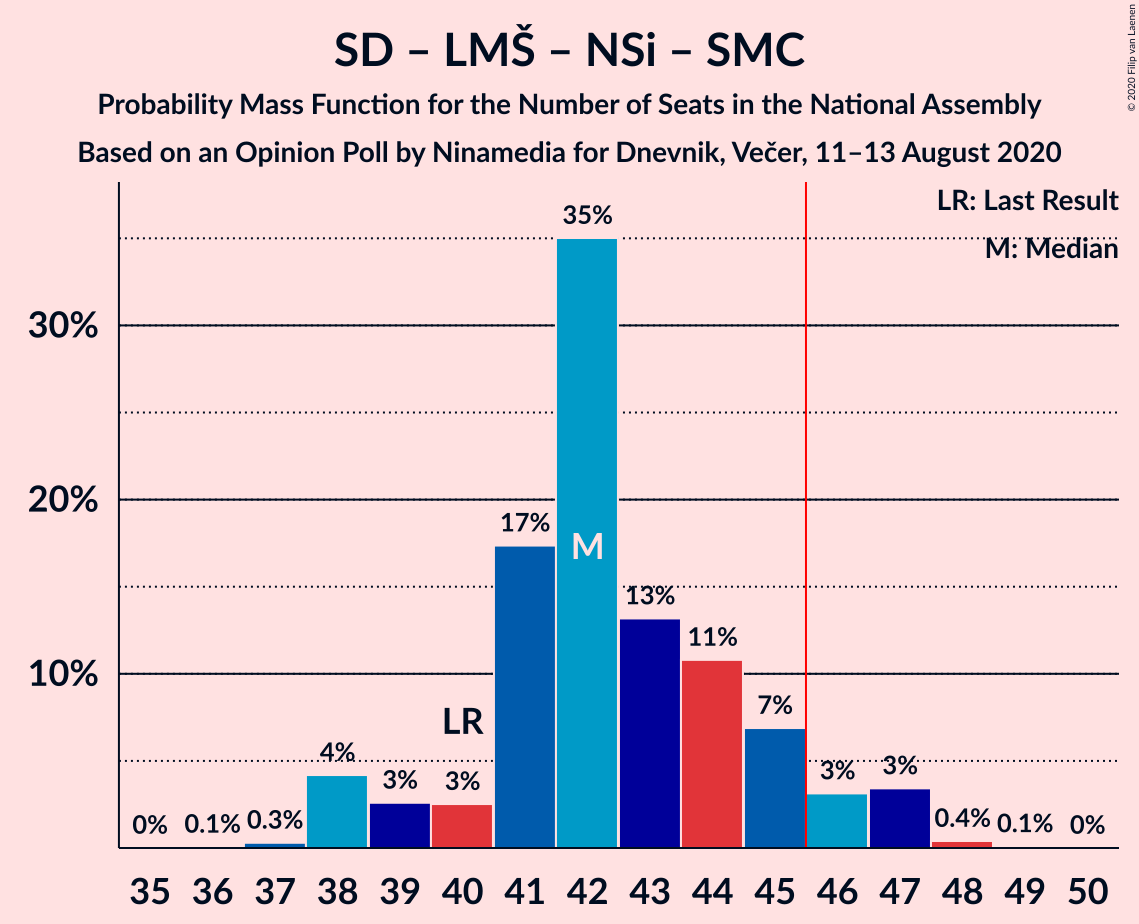 SD – LMŠ – NSi – SMC
Probability Mass Function for the Number of Seats in the National Assembly
Based on an Opinion Poll by Ninamedia for Dnevnik, Večer, 11–13 August 2020
© 2020 Filip van Laenen
LR: Last Result
M: Median
35%
30%
20%
17%
M
13%
11%
10%
LR
7%
4%
3%
3%
3%
3%
0%
0.1%
0.3%
0.4%
0.1%
0%
35 36 37 38 39 40 41 42 43 44 45 46 47 48 49 50